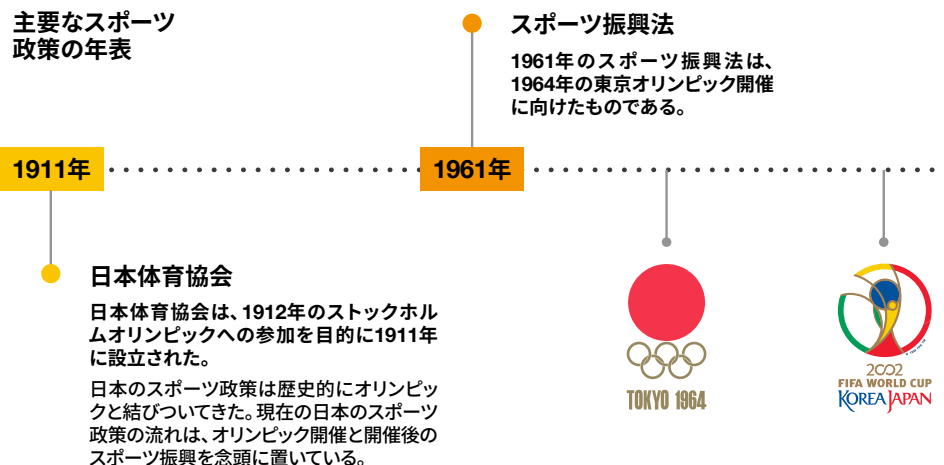 主要なスポーツ
政策の年表
スポーツ振興法
1961年のスポーツ振興法は、
1964年の東京オリンピック開催
に向けたものである。
1911年
1961年
日本体育協会
日本体育協会は、1912年のストックホル
ムオリンピックへの参加を目的に1911年
に設立された。
日本のスポーツ政策は歴史的にオリンピッ
クと結びついてきた。現在の日本のスポーツ
政策の流れは、オリンピック開催と開催後の
スポーツ振興を念頭に置いている。
TOKYO 1964
2002
FIFA WORLD CUP
KOREA JAPAN